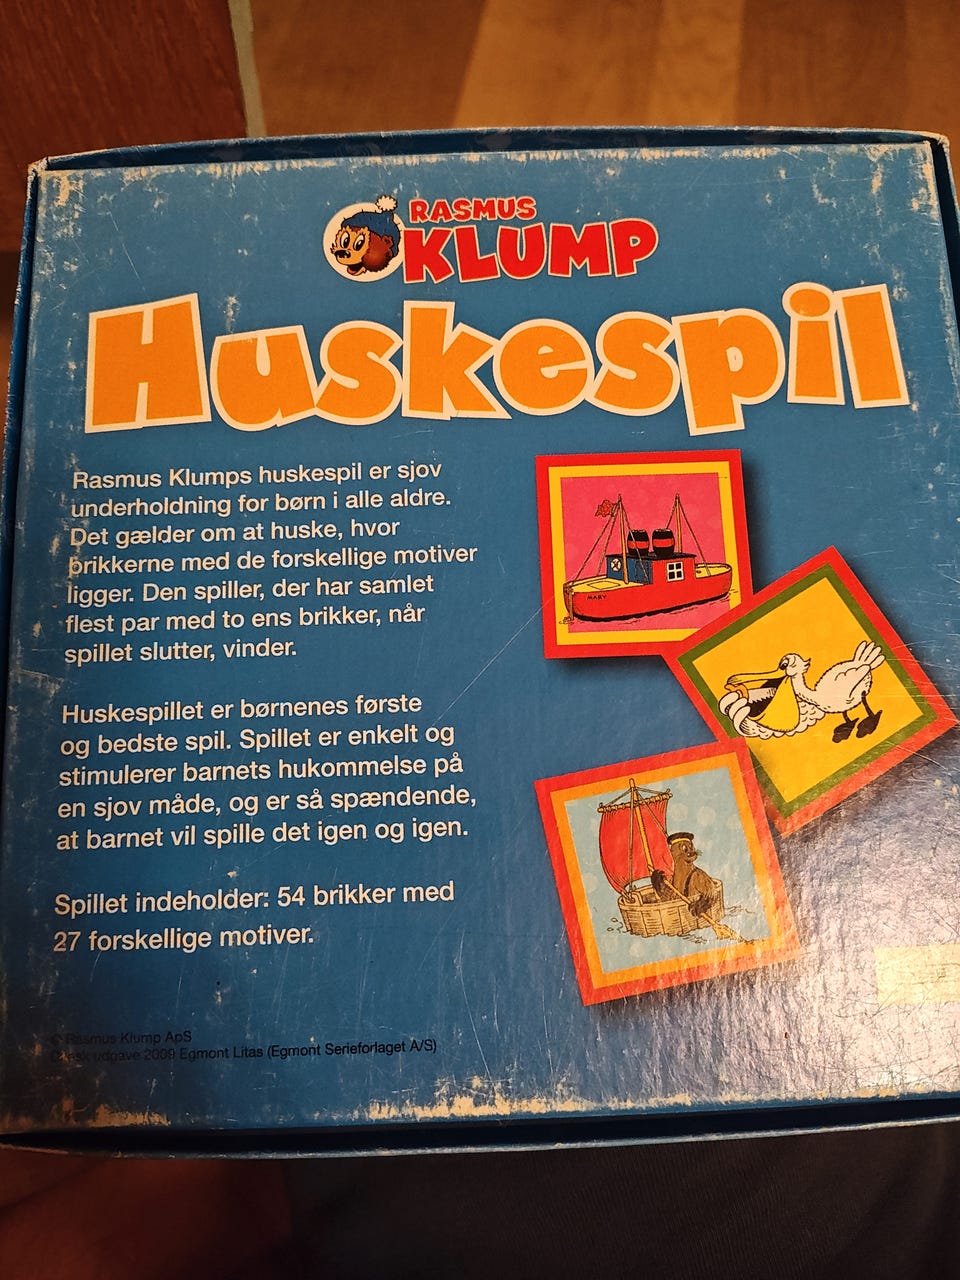 RASMUS
KLUMP
Huskespil
Rasmus Klumps huskespil er sjov
underholdning for børn i alle aldre.
Det gælder om at huske, hvor
brikkerne med de forskellige motiver
ligger. Den spiller, der har samlet
flest par med to ens brikker, når
spillet slutter, vinder.
Huskespillet er børnenes første
og bedste spil. Spillet er enkelt og
stimulerer barnets hukommelse på
en sjov måde, og er så spændende,
at barnet vil spille det igen og igen.
Spillet indeholder: 54 brikker med
27 forskellige motiver.
MARY
© Rasmus Klump ApS
Dansk udgave 2009 Egmont Litas (Egmont Serieforlaget A/S)